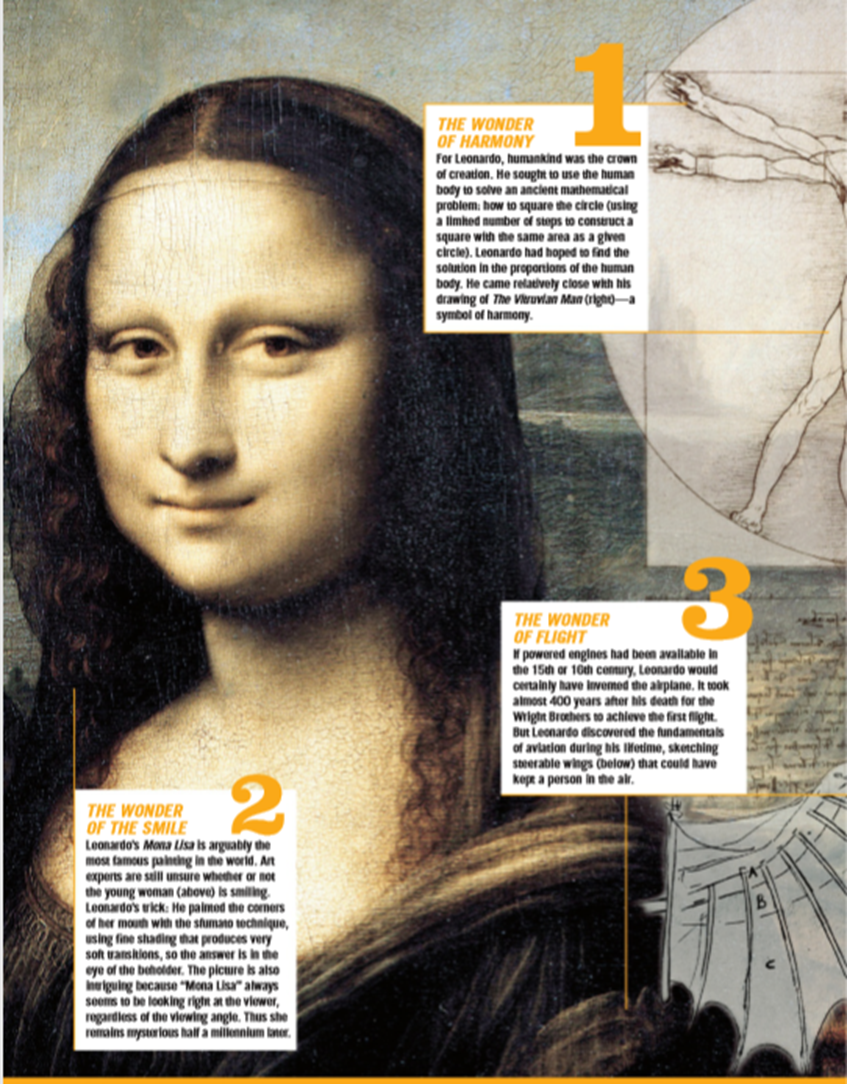 1
THE WONDER
OF HARMONY
For Leonardo, humankind was the crown
of creation. He sought to use the human
body to solve an ancient mathematical
problem: how to square the circle (using
a limited number of steps to construct a
square with the same area as a given
circle). Leonardo had hoped to find the
solution in the proportions of the human
body. He came relatively close with his
drawing of The Vitruvian Man (right)—a
symbol of harmony.
2
THE WONDER
OF THE SMILE
Leonardo's Mona Lisa is arguably the
most famous painting in the world. Art
experts are still unsure whether or not
the young woman (above) is smiling.
Leonardo's trick: He painted the corners
of her mouth with the sfumato technique,
using fine shading that produces very
soft transitions, so the answer is in the
eye of the beholder. The picture is also
intriguing because "Mona Lisa" always
seems to be looking right at the viewer,
regardless of the viewing angle. Thus she
remains mysterious half a millennium later.
3
THE WONDER
OF FLIGHT
If powered engines had been available in
the 15th or 16th century, Leonardo would
certainly have invented the airplane. It took
almost 400 years after his death for the
Wright Brothers to achieve the first flight.
But Leonardo discovered the fundamentals
of aviation during his lifetime, sketching
steerable wings (below) that could have
kept a person in the air.
A
B
C